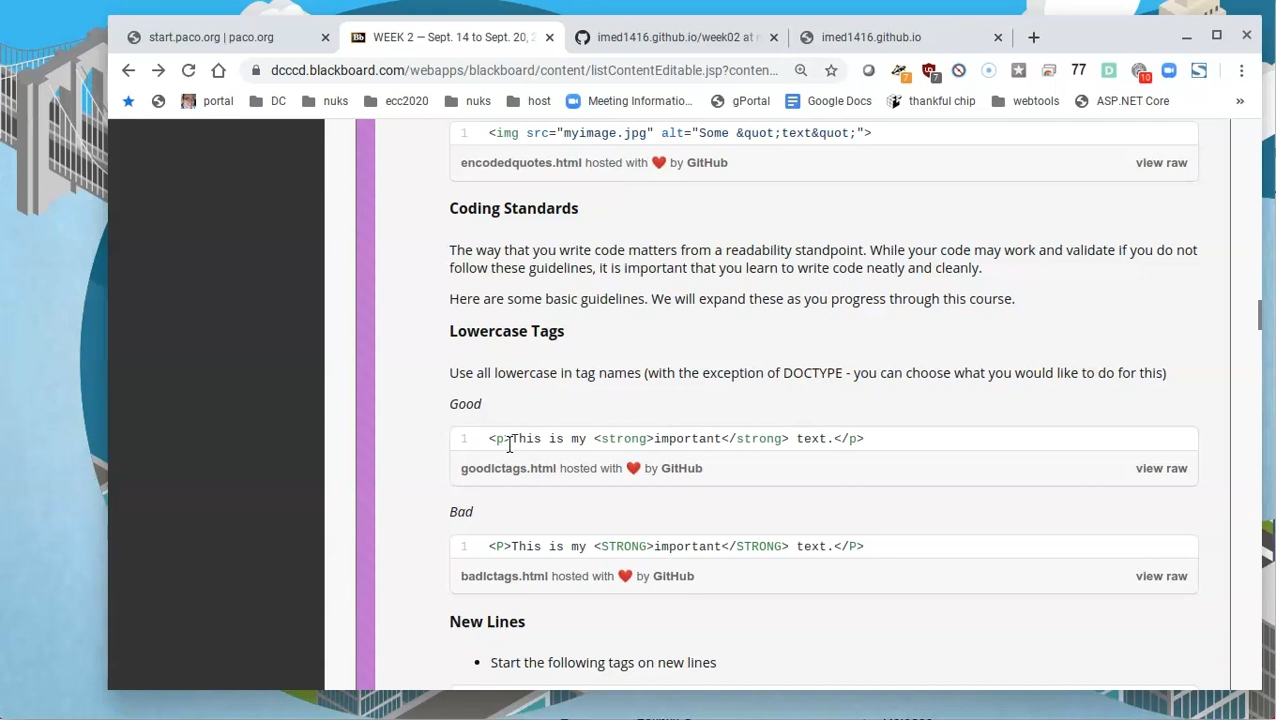 start.paco.org | paco.org
Bb WEEK 2 — Sept. 14 to Sept. 20, 2
imed1416.github.io/week02 at m
imed1416.github.io
dcccd.blackboard.com/webapps/blackboard/content/listContentEditable.jsp?conten...
7
7
77
D
10
portal
DC
nuks
ecc2020
nuks
host
Meeting Informatio...
gPortal
Google Docs
thankful chip
webtools
ASP.NET Core
»
1 <img src="myimage.jpg" alt="Some &quot;text&quot;">
encodedquotes.html hosted with ❤ by GitHub view raw
Coding Standards
The way that you write code matters from a readability standpoint. While your code may work and validate if you do not
follow these guidelines, it is important that you learn to write code neatly and cleanly.
Here are some basic guidelines. We will expand these as you progress through this course.
Lowercase Tags
Use all lowercase in tag names (with the exception of DOCTYPE - you can choose what you would like to do for this)
Good
1 <p>This is my <strong>important</strong> text.</p>
goodlctags.html hosted with ❤ by GitHub view raw
Bad
1 <P>This is my <STRONG>important</STRONG> text.</P>
badlctags.html hosted with ❤ by GitHub view raw
New Lines
• Start the following tags on new lines